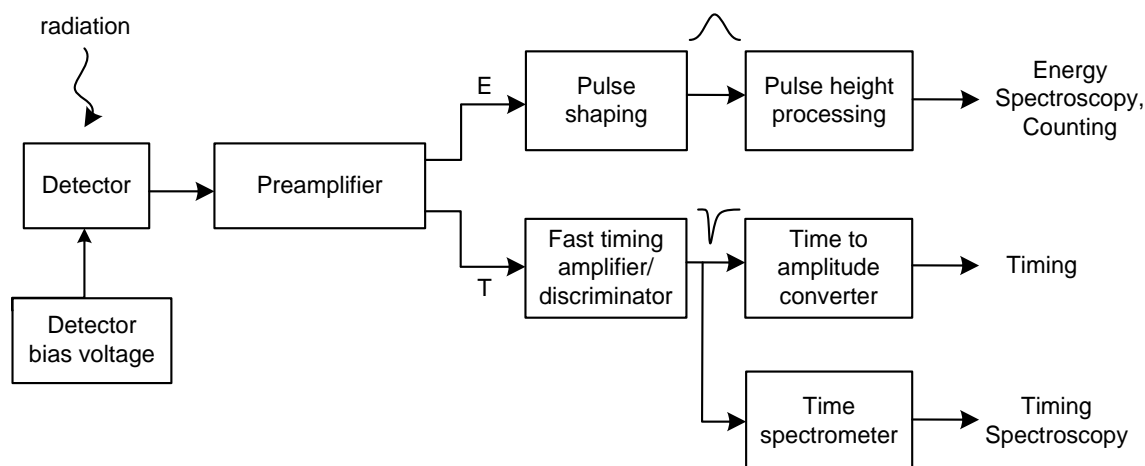 radiation
Detector
Detector
bias voltage
Preamplifier
E
T
Pulse
shaping
Pulse height
processing
Energy
Spectroscopy,
Counting
Fast timing
amplifier/
discriminator
Time to
amplitude
converter
Timing
Time
spectrometer
Timing
Spectroscopy